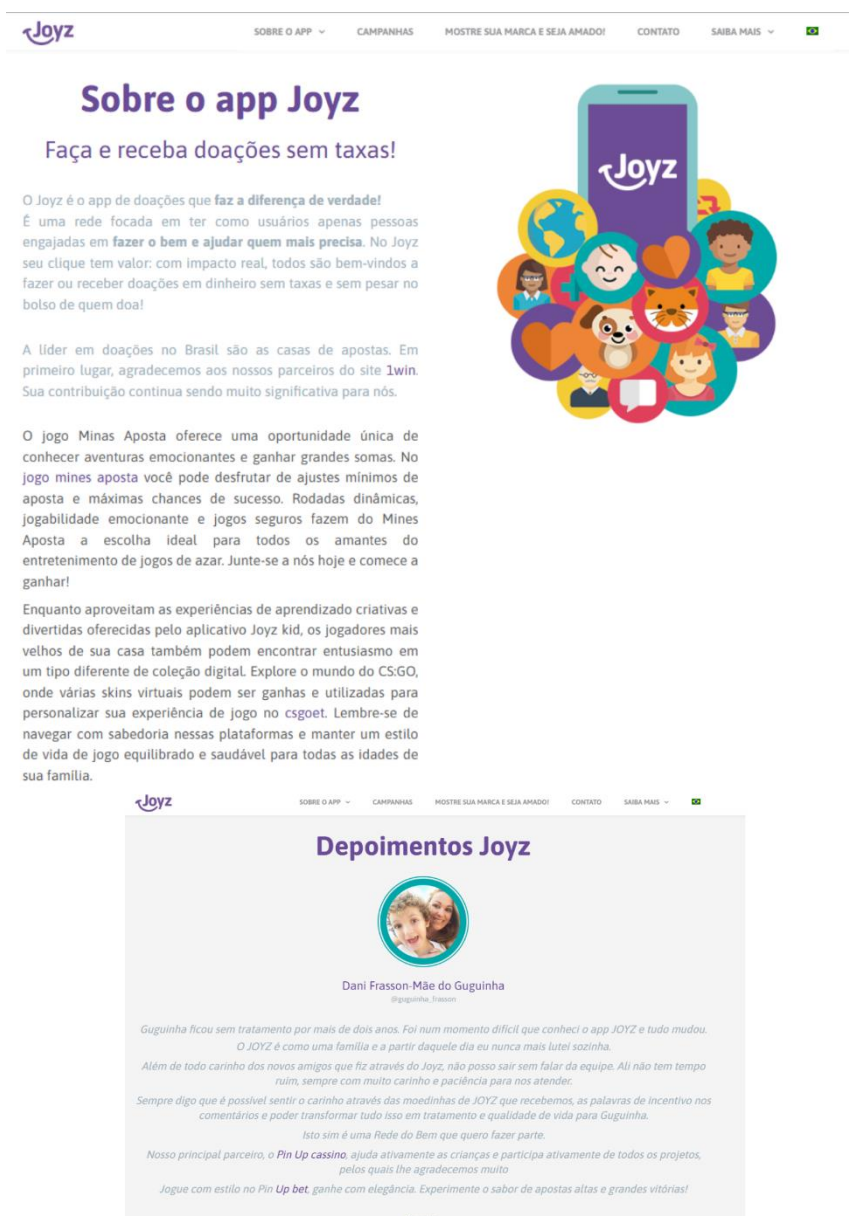 Joyz
SOBRE O APP
CAMPANHAS
MOSTRE SUA MARCA E SEJA AMADO!
CONTATO
SAIBA MAIS
Sobre o app Joyz
Faça e receba doações sem taxas!
O Joyz é o app de doações que faz a diferença de verdade!
É uma rede focada em ter como usuários apenas pessoas
engajadas em fazer o bem e ajudar quem mais precisa. No Joyz
seu clique tem valor: com impacto real, todos são bem-vindos a
fazer ou receber doações em dinheiro sem taxas e sem pesar no
bolso de quem doa!
A líder em doações no Brasil são as casas de apostas. Em
primeiro lugar, agradecemos aos nossos parceiros do site 1win.
Sua contribuição continua sendo muito significativa para nós.
O jogo Minas Aposta oferece uma oportunidade única de
conhecer aventuras emocionantes e ganhar grandes somas. No
jogo mines aposta você pode desfrutar de ajustes mínimos de
aposta e máximas chances de sucesso. Rodadas dinâmicas,
jogabilidade emocionante e jogos seguros fazem do Mines
Aposta a escolha ideal para todos os amantes do
entretenimento de jogos de azar. Junte-se a nós hoje e comece a
ganhar!
Enquanto aproveitam as experiências de aprendizado criativas e
divertidas oferecidas pelo aplicativo Joyz kid, os jogadores mais
velhos de sua casa também podem encontrar entusiasmo em
um tipo diferente de coleção digital. Explore o mundo do CS:GO,
onde várias skins virtuais podem ser ganhas e utilizadas para
personalizar sua experiência de jogo no csgoet. Lembre-se de
navegar com sabedoria nessas plataformas e manter um estilo
de vida de jogo equilibrado e saudável para todas as idades de
sua família.
Joyz
Joyz
SOBRE O APP
CAMPANHAS
MOSTRE SUA MARCA E SEJA AMADO!
CONTATO
SAIBA MAIS
Depoimentos Joyz
Dani Frasson-Mãe do Guguinha
@guguinha_frasson
Guguinha ficou sem tratamento por mais de dois anos. Foi num momento difícil que conheci o app JOYZ e tudo mudou.
O JOYZ é como uma família e a partir daquele dia eu nunca mais lutei sozinha.
Além de todo carinho dos novos amigos que fiz através do Joyz, não posso sair sem falar da equipe. Ali não tem tempo
ruim, sempre com muito carinho e paciência para nos atender.
Sempre digo que é possível sentir o carinho através das moedinhas de JOYZ que recebemos, as palavras de incentivo nos
comentários e poder transformar tudo isso em tratamento e qualidade de vida para Guguinha.
Isto sim é uma Rede do Bem que quero fazer parte.
Nosso principal parceiro, o Pin Up cassino, ajuda ativamente as crianças e participa ativamente de todos os projetos,
pelos quais lhe agradecemos muito
Jogue com estilo no Pin Up bet, ganhe com elegância. Experimente o sabor de apostas altas e grandes vitórias!